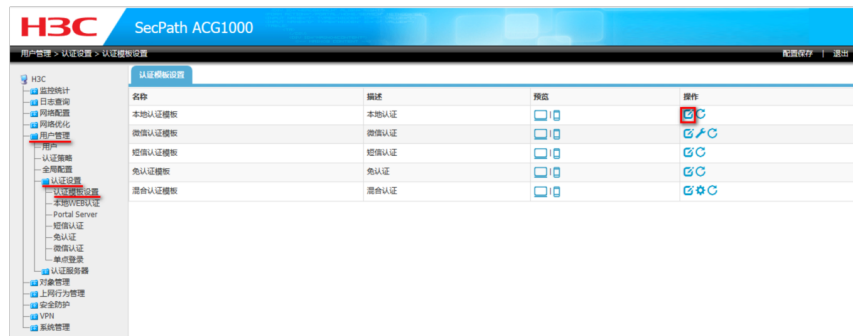 H3C SecPath ACG1000
用户管理 > 认证设置 > 认证模板设置 配置保存 | 退出
H3C
监控统计
日志查询
网络配置
网络优化
用户管理
用户
认证策略
全局配置
认证设置
认证模板设置
本地WEB认证
Portal Server
短信认证
免认证
微信认证
单点登录
认证服务器
对象管理
上网行为管理
安全防护
VPN
系统管理
认证模板设置
名称 描述 预览 操作
本地认证模板 本地认证
微信认证模板 微信认证
短信认证模板 短信认证
免认证模板 免认证
混合认证模板 混合认证